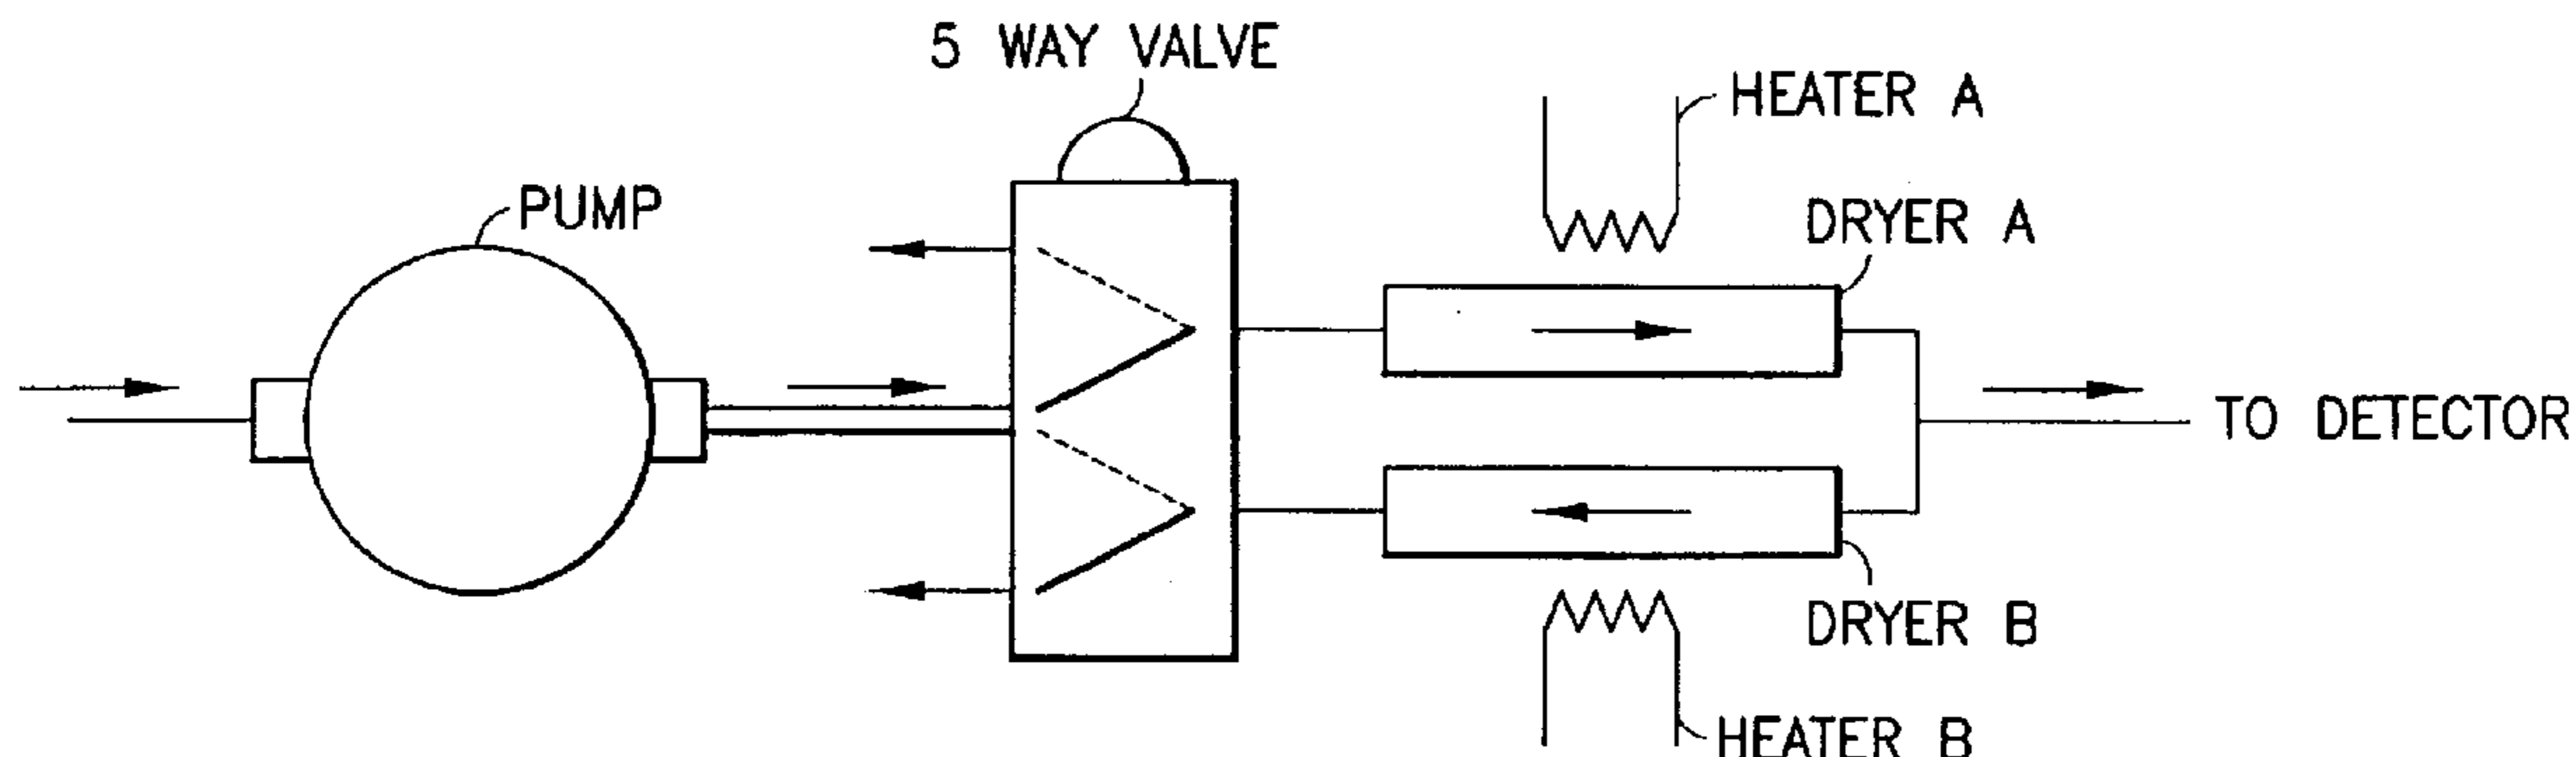 5 WAY VALVE
HEATER A
PUMP
DRYER A
TO DETECTOR
DRYER B
HEATER B